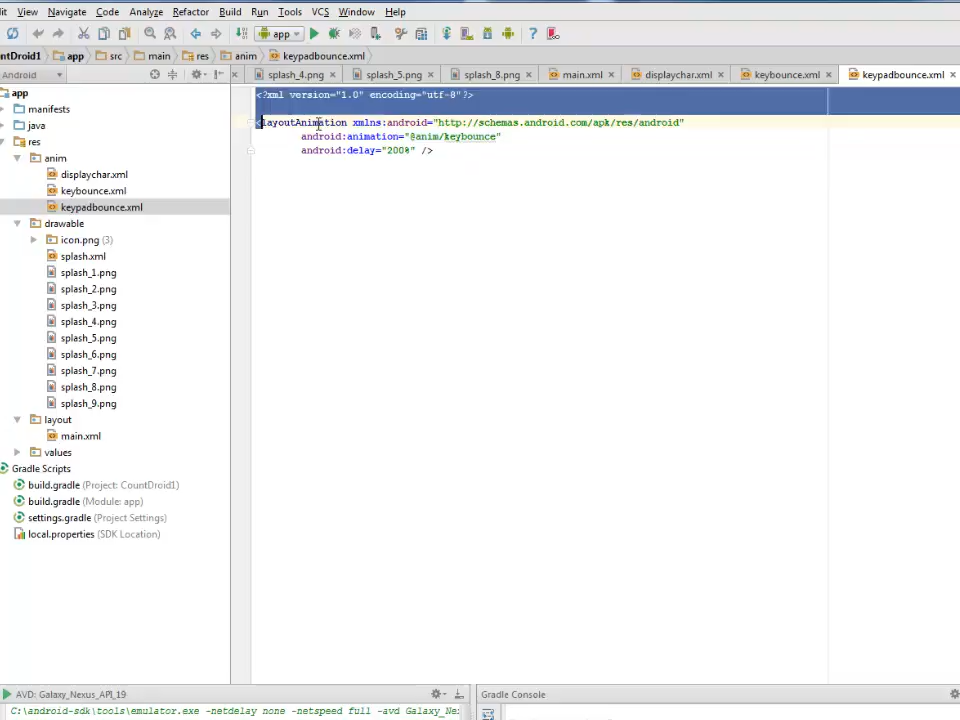 it View Navigate Code Analyze Refactor Build Run Tools VCS Window Help
app
ntDroid1 app src main res anim keypadbounce.xml
Android
splash_4.png splash_5.png splash_8.png main.xml displaychar.xml keybounce.xml keypadbounce.xml
app
manifests
java
res
anim
displaychar.xml
keybounce.xml
keypadbounce.xml
drawable
icon.png (3)
splash.xml
splash_1.png
splash_2.png
splash_3.png
splash_4.png
splash_5.png
splash_6.png
splash_7.png
splash_8.png
splash_9.png
layout
main.xml
values
Gradle Scripts
build.gradle (Project: CountDroid1)
build.gradle (Module: app)
settings.gradle (Project Settings)
local.properties (SDK Location)
<?xml version="1.0" encoding="utf-8"?>
<layoutAnimation xmlns:android="http://schemas.android.com/apk/res/android"
android:animation="@anim/keybounce"
android:delay="200%" />
AVD: Galaxy_Nexus_API_19
C:\android-sdk\tools\emulator.exe -netdelay none -netspeed full -avd Galaxy_Ne
Gradle Console